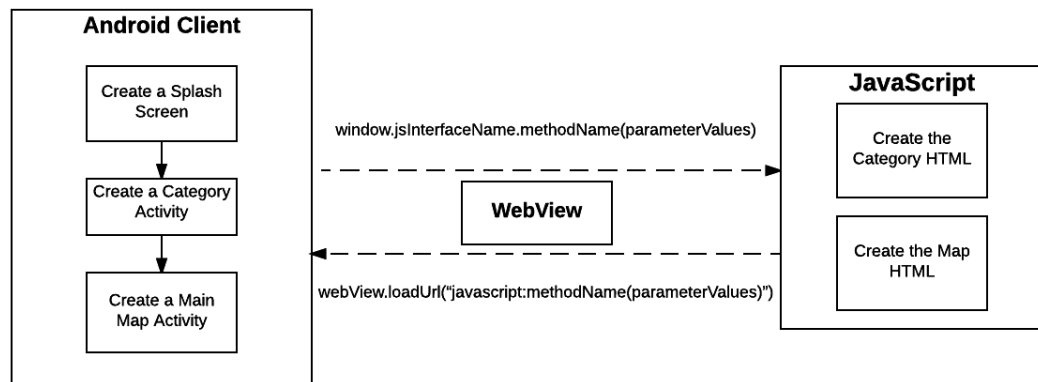 Android Client
Create a Splash
Screen
Create a Category
Activity
Create a Main
Map Activity
window.jsInterfaceName.methodName(parameterValues)
WebView
webView.loadUrl(“javascript:methodName(parameterValues)”)
JavaScript
Create the
Category HTML
Create the Map
HTML